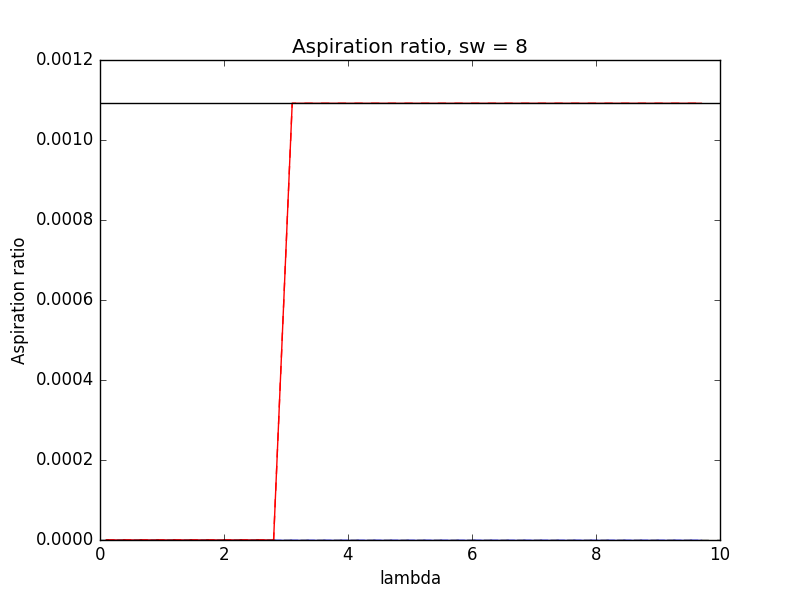 Aspiration ratio, sw = 8
0.0012
0.0010
0.0008
0.0006
0.0004
0.0002
0.0000
Aspiration ratio
0 2 4 6 8 10
lambda